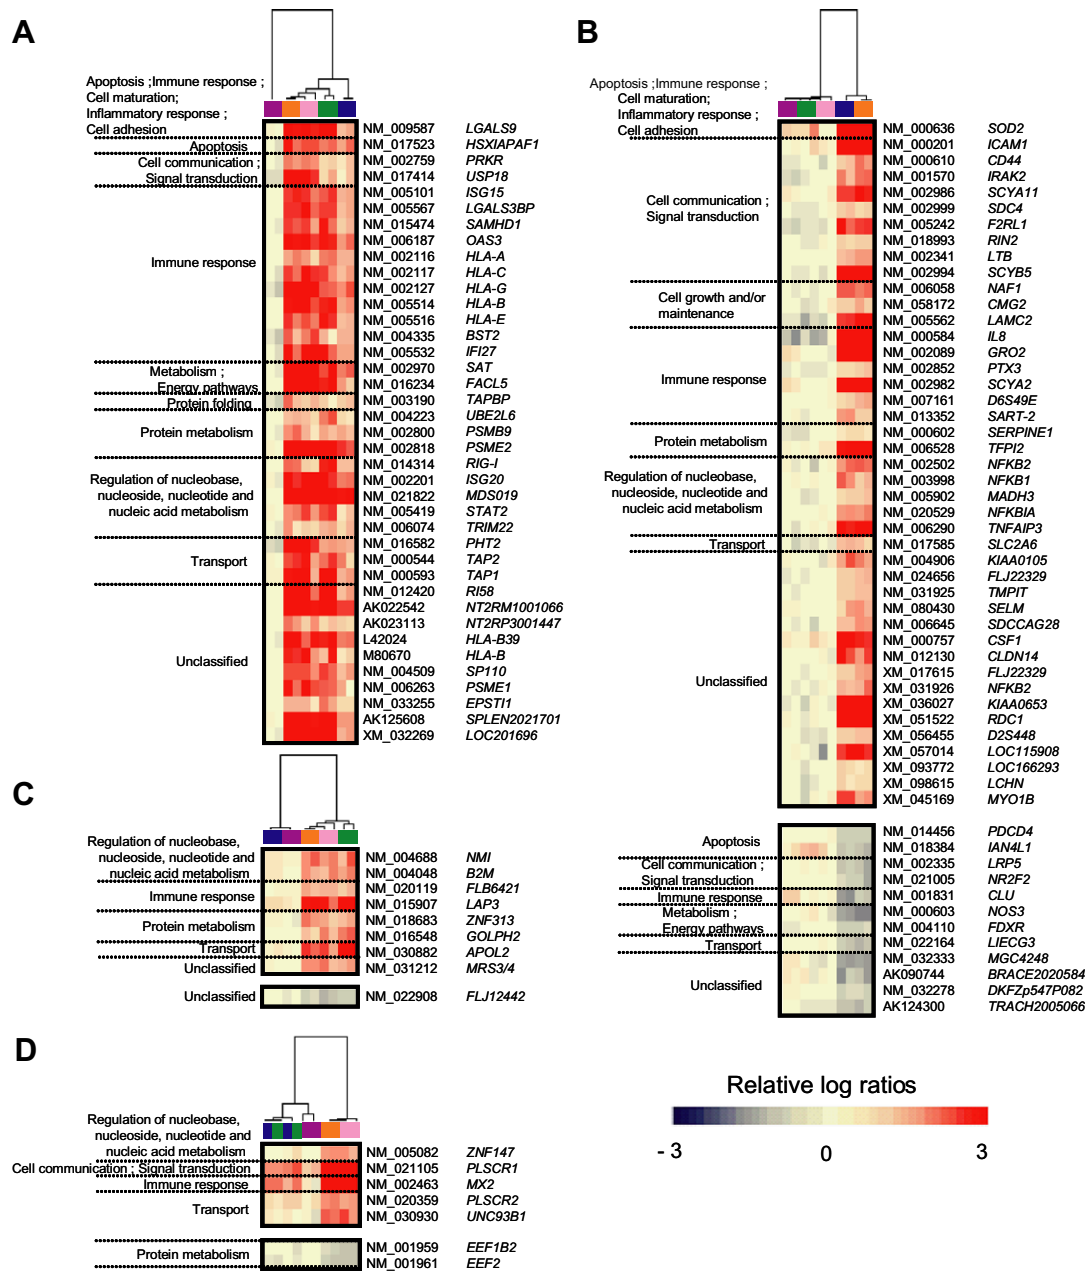 A
Apoptosis ;Immune response ;
Cell maturation;
Inflammatory response ;
Cell adhesion
NM_009587 LGALS9
Apoptosis
NM_017523 HSXIAPAF1
Cell communication ;
Signal transduction
NM_002759 PRKR
NM_017414 USP18
Immune response
NM_005101 ISG15
NM_005567 LGALS3BP
NM_015474 SAMHD1
NM_006187 OAS3
NM_002116 HLA-A
NM_002117 HLA-C
NM_002127 HLA-G
NM_005514 HLA-B
NM_005516 HLA-E
NM_004335 BST2
NM_005532 IFI27
Metabolism ;
Energy pathways
NM_002970 SAT
NM_016234 FACL5
Protein folding
NM_003190 TAPBP
Protein metabolism
NM_004223 UBE2L6
NM_002800 PSMB9
NM_002818 PSME2
Regulation of nucleobase,
nucleoside, nucleotide and
nucleic acid metabolism
NM_014314 RIG-I
NM_002201 ISG20
NM_021822 MDS019
NM_005419 STAT2
NM_006074 TRIM22
Transport
NM_016582 PHT2
NM_000544 TAP2
NM_000593 TAP1
Unclassified
NM_012420 RI58
AK022542 NT2RM1001066
AK023113 NT2RP3001447
L42024 HLA-B39
M80670 HLA-B
NM_004509 SP110
NM_006263 PSME1
NM_033255 EPSTI1
AK125608 SPLEN2021701
XM_032269 LOC201696
B
Apoptosis ;Immune response ;
Cell maturation;
Inflammatory response ;
Cell adhesion
NM_000636 SOD2
Cell communication ;
Signal transduction
NM_000201 ICAM1
NM_000610 CD44
NM_001570 IRAK2
NM_002986 SCYA11
NM_002999 SDC4
NM_005242 F2RL1
NM_018993 RIN2
NM_002341 LTB
NM_002994 SCYB5
Cell growth and/or
maintenance
NM_006058 NAF1
NM_058172 CMG2
NM_005562 LAMC2
Immune response
NM_000584 IL8
NM_002089 GRO2
NM_002852 PTX3
NM_002982 SCYA2
NM_007161 D6S49E
NM_013352 SART-2
Protein metabolism
NM_000602 SERPINE1
NM_006528 TFPI2
Regulation of nucleobase,
nucleoside, nucleotide and
nucleic acid metabolism
NM_002502 NFKB2
NM_003998 NFKB1
NM_005902 MADH3
NM_020529 NFKBIA
NM_006290 TNFAIP3
Transport
NM_017585 SLC2A6
Unclassified
NM_004906 KIAA0105
NM_024656 FLJ22329
NM_031925 TMPIT
NM_080430 SELM
NM_006645 SDCCAG28
NM_000757 CSF1
NM_012130 CLDN14
XM_017615 FLJ22329
XM_031926 NFKB2
XM_036027 KIAA0653
XM_051522 RDC1
XM_056455 D2S448
XM_057014 LOC115908
XM_093772 LOC166293
XM_098615 LCHN
XM_045169 MYO1B
Apoptosis
NM_014456 PDCD4
NM_018384 IAN4L1
Cell communication ;
Signal transduction
NM_002335 LRP5
NM_021005 NR2F2
Immune response
NM_001831 CLU
Metabolism ;
Energy pathways
NM_000603 NOS3
NM_004110 FDXR
Transport
NM_022164 LIECG3
Unclassified
NM_032333 MGC4248
AK090744 BRACE2020584
NM_032278 DKFZp547P082
AK124300 TRACH2005066
C
Regulation of nucleobase,
nucleoside, nucleotide and
nucleic acid metabolism
NM_004688 NMI
NM_004048 B2M
Immune response
NM_020119 FLB6421
NM_015907 LAP3
Protein metabolism
NM_018683 ZNF313
NM_016548 GOLPH2
Transport
NM_030882 APOL2
Unclassified
NM_031212 MRS3/4
Unclassified
NM_022908 FLJ12442
D
Regulation of nucleobase,
nucleoside, nucleotide and
nucleic acid metabolism
NM_005082 ZNF147
Cell communication ; Signal transduction
NM_021105 PLSCR1
Immune response
NM_002463 MX2
Transport
NM_020359 PLSCR2
NM_030930 UNC93B1
Protein metabolism
NM_001959 EEF1B2
NM_001961 EEF2
Relative log ratios
- 3 0 3